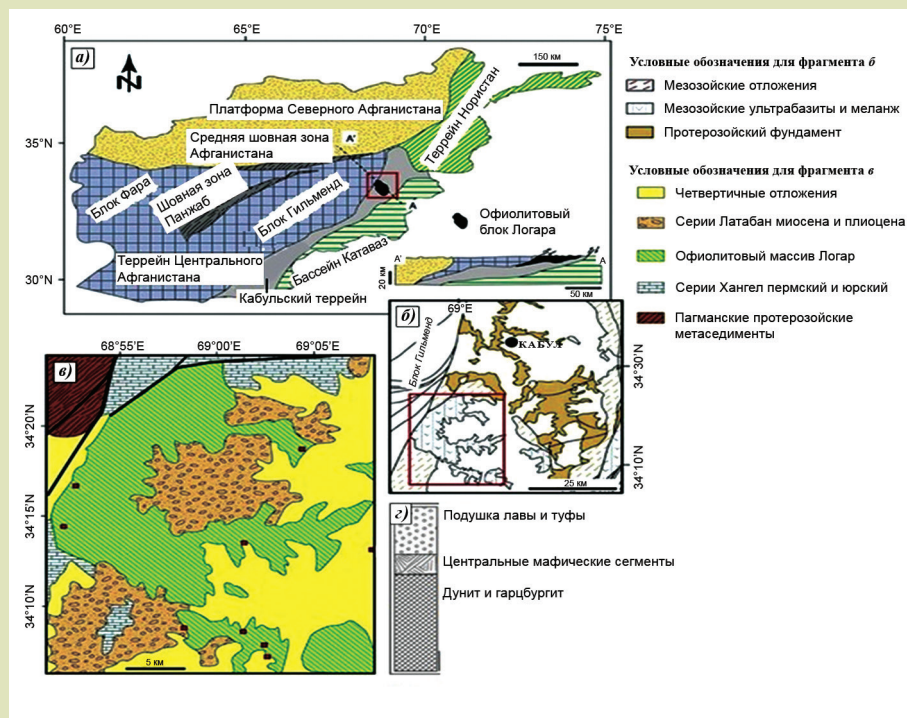 60°E
65°E
70°E
75°E
а)
N
150 км
Платформа Северного Афганистана
35°N
Средняя шовная зона
Афганистана
А'
Террейн Нористан
Блок Фара
Шовная зона
Панжаб
Блок Гильменд
А
Офиолитовый
блок Логара
Террейн Центрального
Афганистана
Бассейн Катаваз
30°N
Кабульский террейн
А'
А
20 км
50 км
Условные обозначения для фрагмента б
Мезозойские отложения
Мезозойские ультрабазиты и меланж
Протерозойский фундамент
Условные обозначения для фрагмента в
Четвертичные отложения
Серии Латабан миосена и плиоцена
Офиолитовый массив Логар
Серии Хангел пермский и юрский
Пагманские протерозойские
метаседименты
б)
69°E
КАБУЛ
Блок Гильменд
34°30'N
34°10'N
25 км
68°55'E
69°00'E
69°05'E
в)
34°20'N
34°15'N
34°10'N
5 км
г)
Подушка лавы и туфы
Центральные мафические сегменты
Дунит и гарцбургит